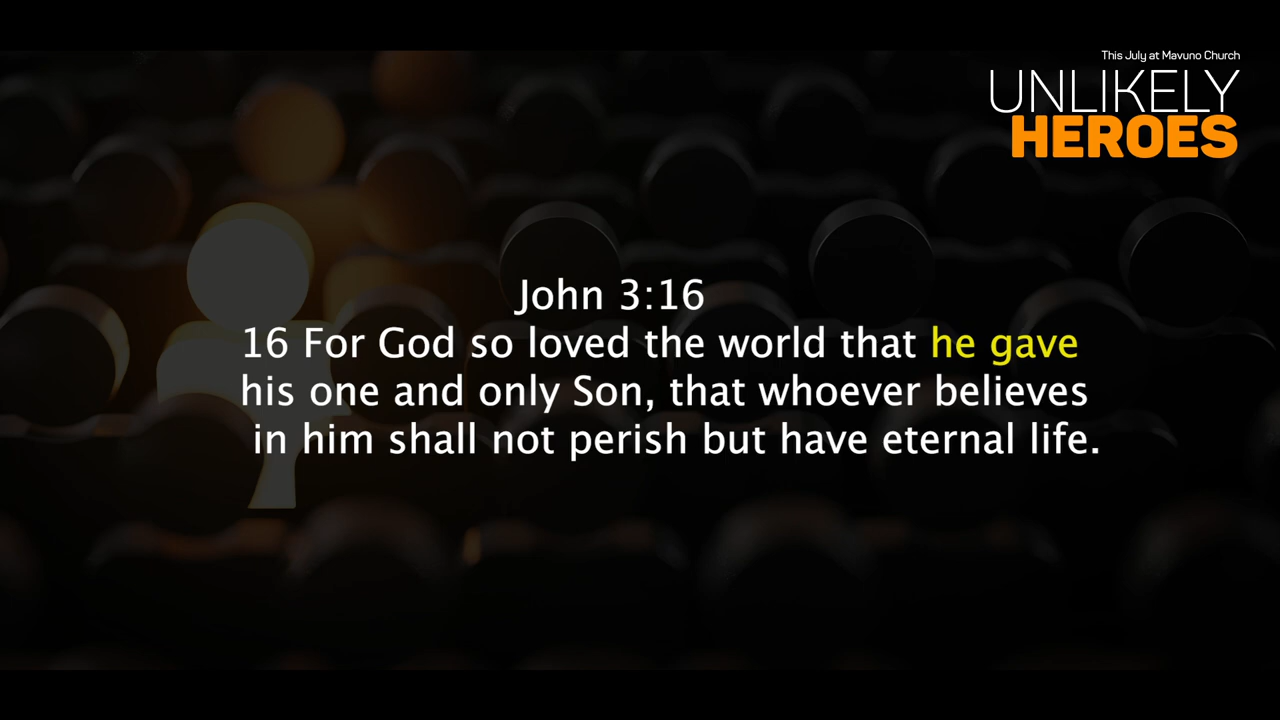 This July at Mavuno Church
UNLIKELY
HEROES
John 3:16
16 For God so loved the world that he gave
his one and only Son, that whoever believes
in him shall not perish but have eternal life.